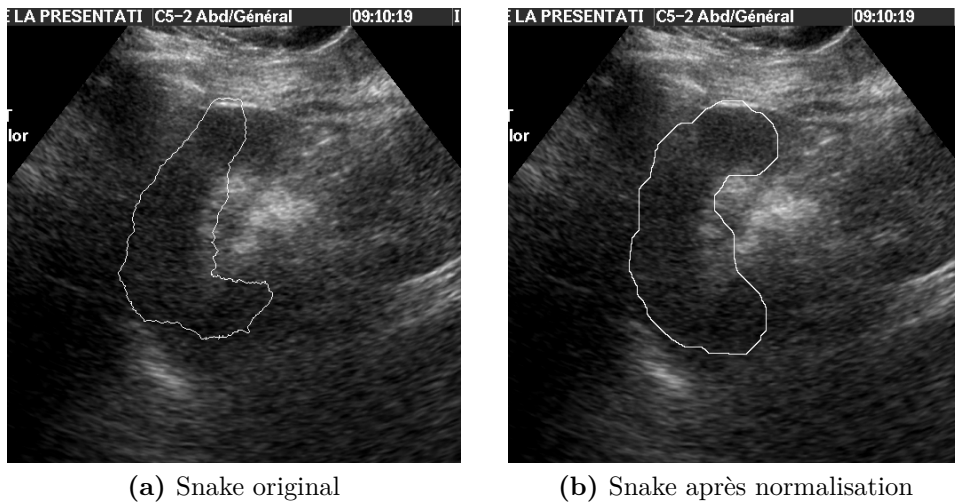 E LA PRESENTATI C5-2 Abd/Général 09:10:19 I
T
lor
E LA PRESENTATI C5-2 Abd/Général 09:10:19
T
lor
(a) Snake original
(b) Snake après normalisation